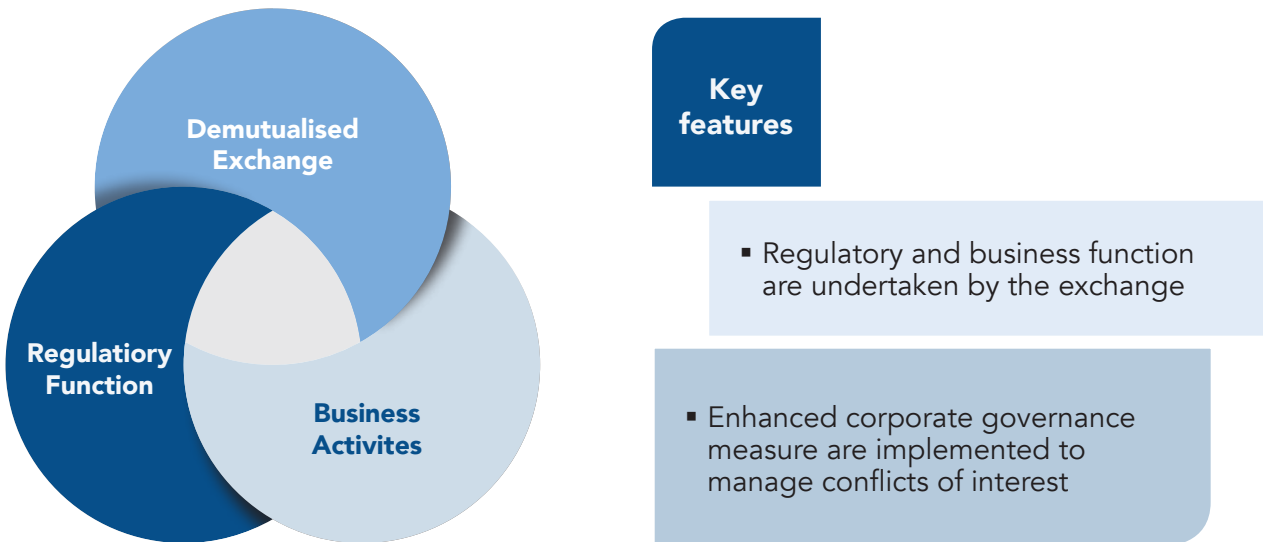 Demutualised
Exchange
Regulatiory
Function
Business
Activites
Key
features
▪ Regulatory and business function
are undertaken by the exchange
▪ Enhanced corporate governance
measure are implemented to
manage conflicts of interest